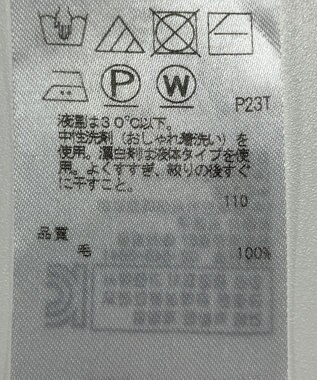 P W
P23T
液温は30℃以下。
中性洗剤（おしゃれ着洗い）を
使用。漂白剤は液体タイプを使
用。よくすすぎ、絞りの後すぐ
に干すこと。
110
品質
毛 100%